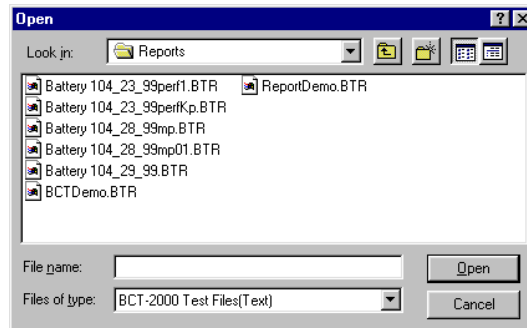 Open
Look in: Reports
Battery 104_23_99perf1.BTR
Battery 104_23_99perfKp.BTR
Battery 104_28_99mp.BTR
Battery 104_28_99mp01.BTR
Battery 104_29_99.BTR
BCTDemo.BTR
ReportDemo.BTR
File name:
Open
Files of type: BCT-2000 Test Files(Text)
Cancel